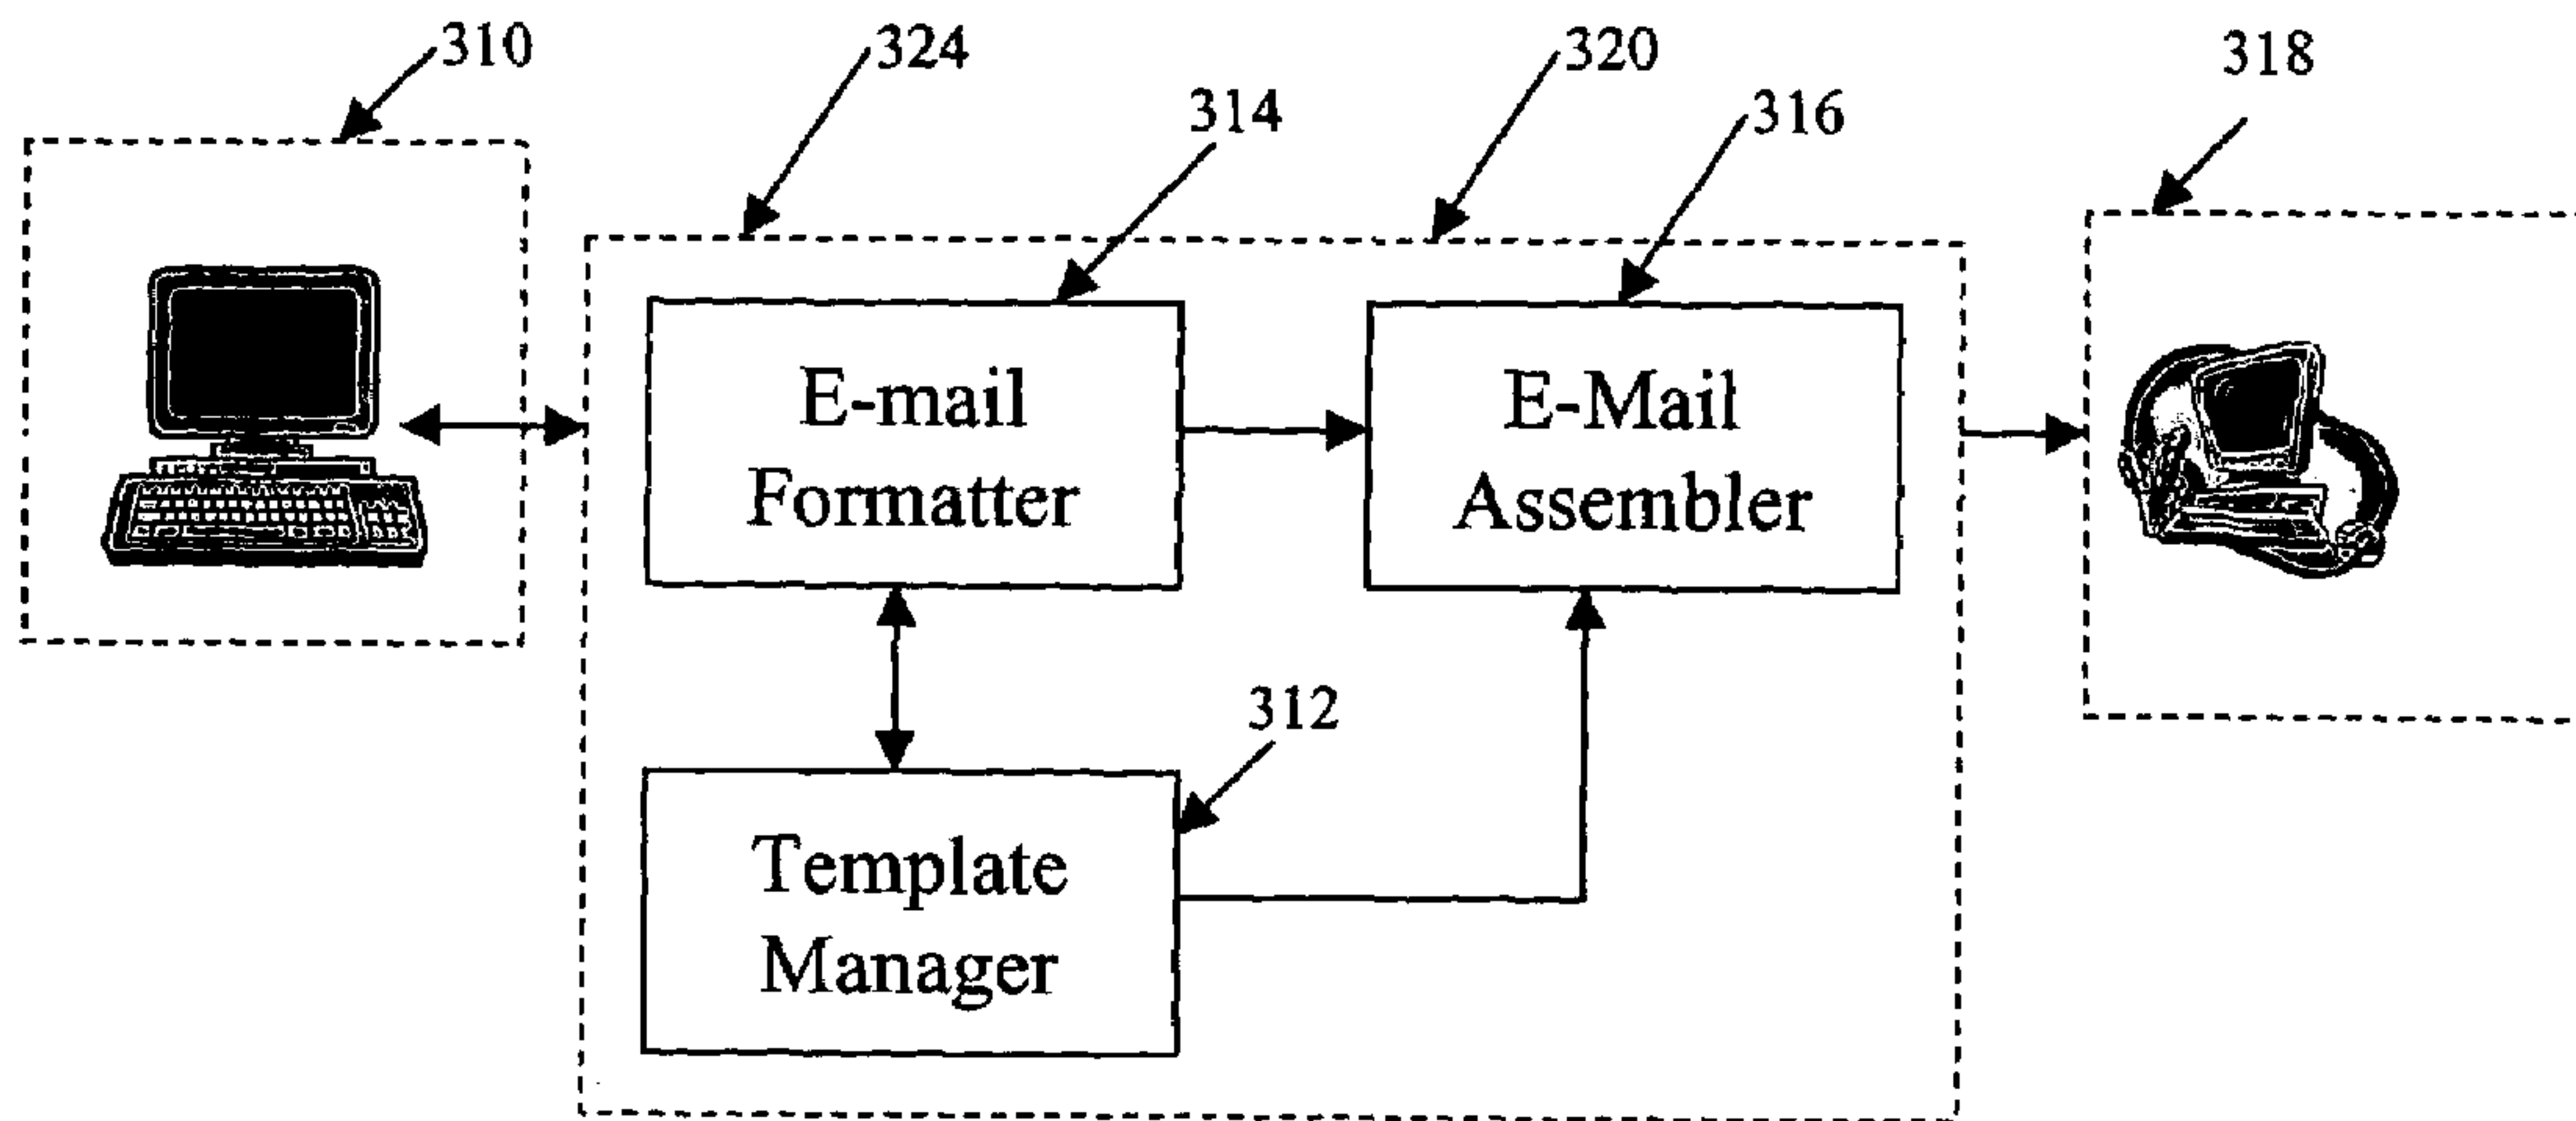 310
324
320
318
314
316
E-mail
Formatter
E-Mail
Assembler
312
Template
Manager